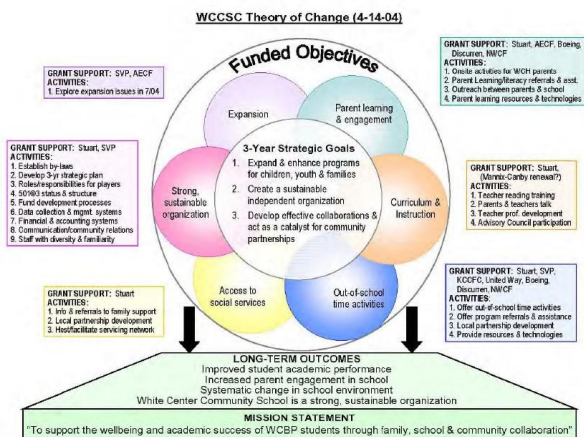 WCCSC Theory of Change (4-14-04)
Funded Objectives
GRANT SUPPORT: SVP, AECF
ACTIVITIES:
1. Explore expansion issues in 7/04
GRANT SUPPORT: Stuart, AECF, Boeing,
Discuren, NWCF
ACTIVITIES:
1. Onsite activities for WCH parents
2. Parent Learning/literacy referrals & asst.
3. Outreach between parents & school
4. Parent learning resources & technologies
Expansion
Parent learning
& engagement
3-Year Strategic Goals
1. Expand & enhance programs
for children, youth & families
2. Create a sustainable
independent organization
3. Develop effective collaborations &
act as a catalyst for community
partnerships
GRANT SUPPORT: Stuart, SVP
ACTIVITIES:
1. Establish by-laws
2. Develop 3-yr strategic plan
3. Roles/responsibilities for players
4. 501©3 status & structure
5. Fund development processes
6. Data collection & mgmt. systems
7. Financial & accounting systems
8. Communication/community relations
9. Staff with diversity & familiarity
Strong,
sustainable
organization
Curriculum &
Instruction
GRANT SUPPORT: Stuart,
(Mannix-Canby renewal?)
ACTIVITIES:
1. Teacher reading training
2. Parents & teachers talk
3. Teacher prof. development
4. Advisory Council participation
GRANT SUPPORT: Stuart
ACTIVITIES:
1. Info & referrals to family support
2. Local partnership development
3. Host/facilitate servicing network
Access to
social services
Out-of-school
time activities
GRANT SUPPORT: Stuart, SVP,
KCOFC, United Way, Boeing,
Discuren, NWCF
ACTIVITIES:
1. Offer out-of-school time activities
2. Offer program referrals & assistance
3. Local partnership development
4. Provide resources & technologies
LONG-TERM OUTCOMES
Improved student academic performance
Increased parent engagement in school
Systematic change in school environment
White Center Community School is a strong, sustainable organization
MISSION STATEMENT
"To support the wellbeing and academic success of WCBP students through family, school & community collaboration"